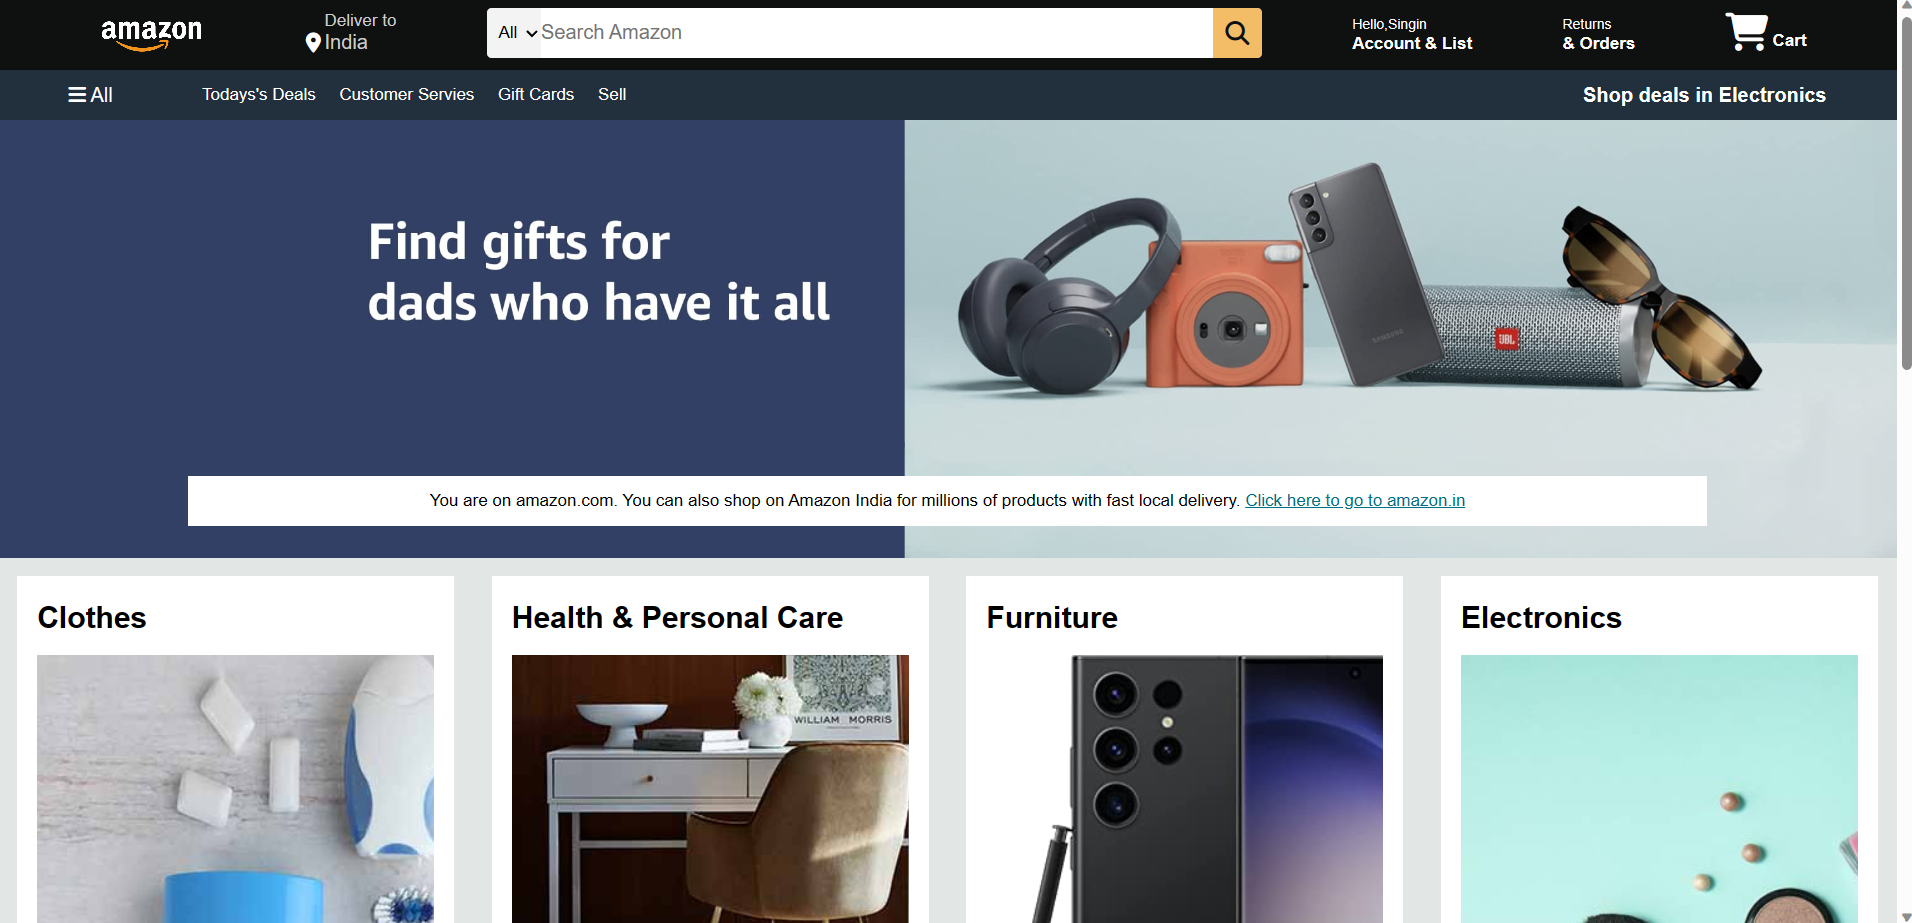 amazon
Deliver to
India
All
Search Amazon
Hello,Singin
Account & List
Returns
& Orders
Cart
All
Todays's Deals
Customer Servies
Gift Cards
Sell
Shop deals in Electronics
Find gifts for
dads who have it all
SAMSUNG
JBL
You are on amazon.com. You can also shop on Amazon India for millions of products with fast local delivery. Click here to go to amazon.in
Clothes
Health & Personal Care
Furniture
Electronics
WILLIAM MORRIS